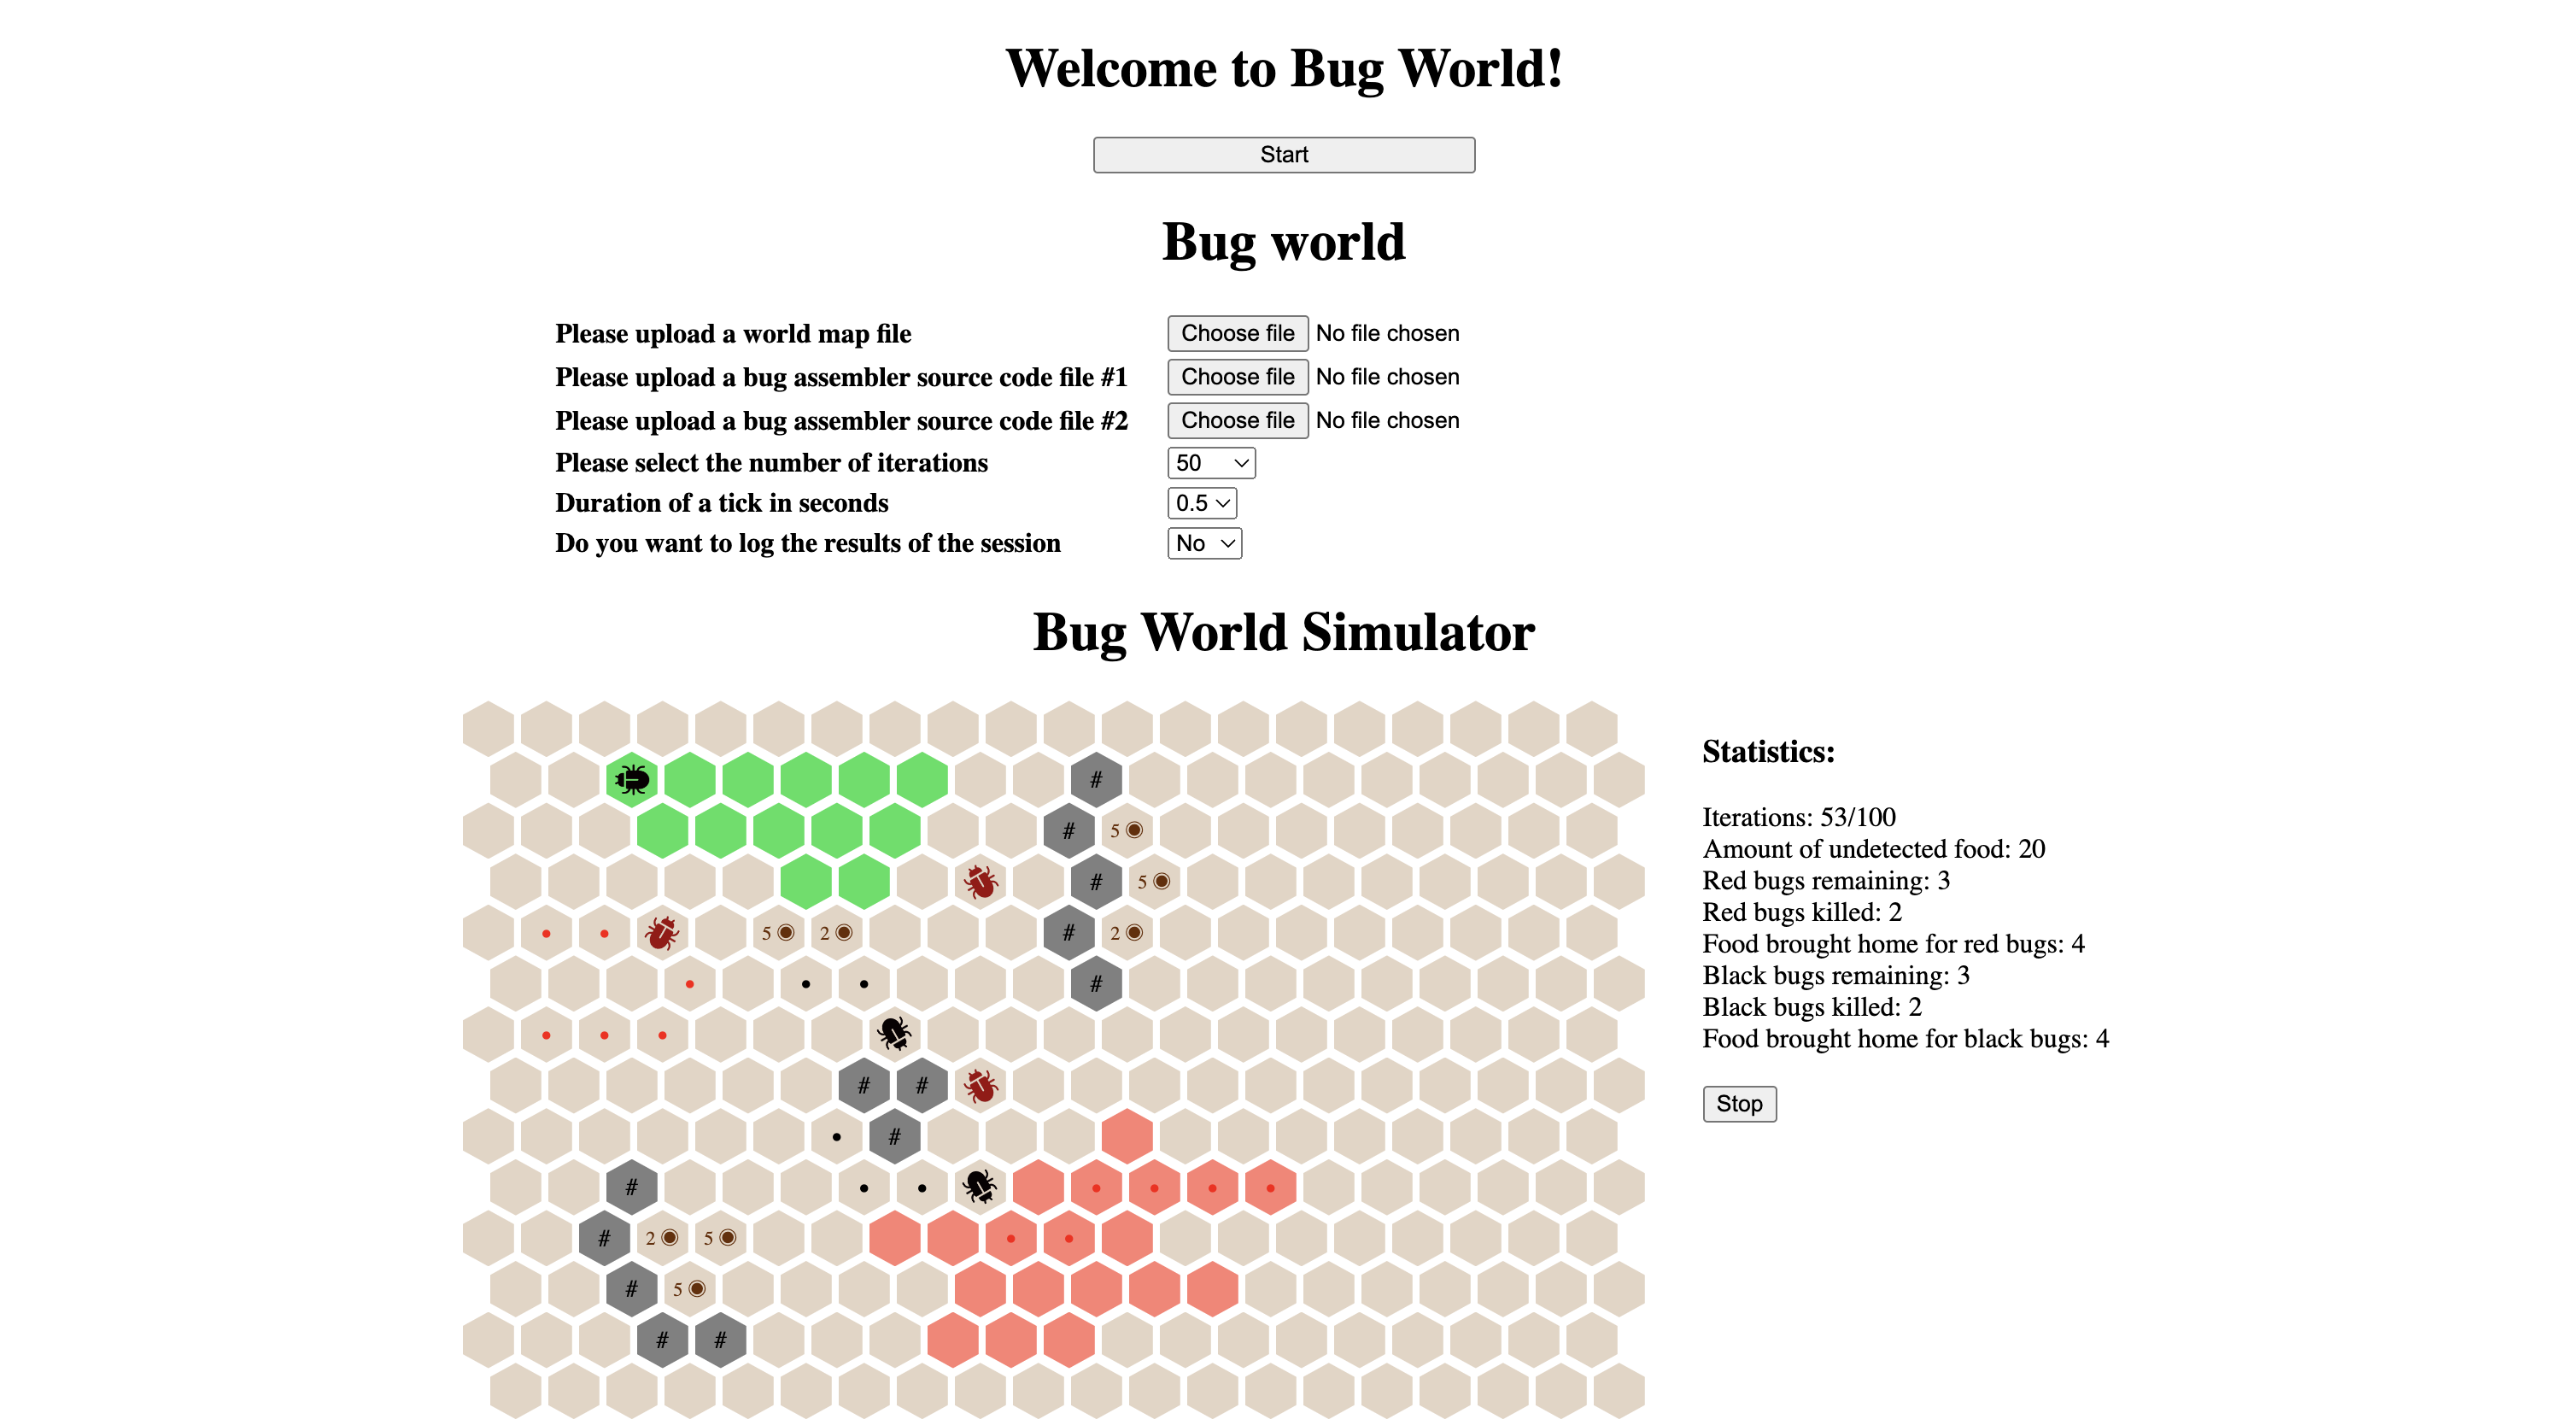 Welcome to Bug World!
Start
Bug world
Please upload a world map file Choose file No file chosen
Please upload a bug assembler source code file #1 Choose file No file chosen
Please upload a bug assembler source code file #2 Choose file No file chosen
Please select the number of iterations 50
Duration of a tick in seconds 0.5
Do you want to log the results of the session No
Bug World Simulator
#
# 5
# 5
5 2 # 2
#
# #
#
#
# 2 5
# 5
# #
Statistics:
Iterations: 53/100
Amount of undetected food: 20
Red bugs remaining: 3
Red bugs killed: 2
Food brought home for red bugs: 4
Black bugs remaining: 3
Black bugs killed: 2
Food brought home for black bugs: 4
Stop